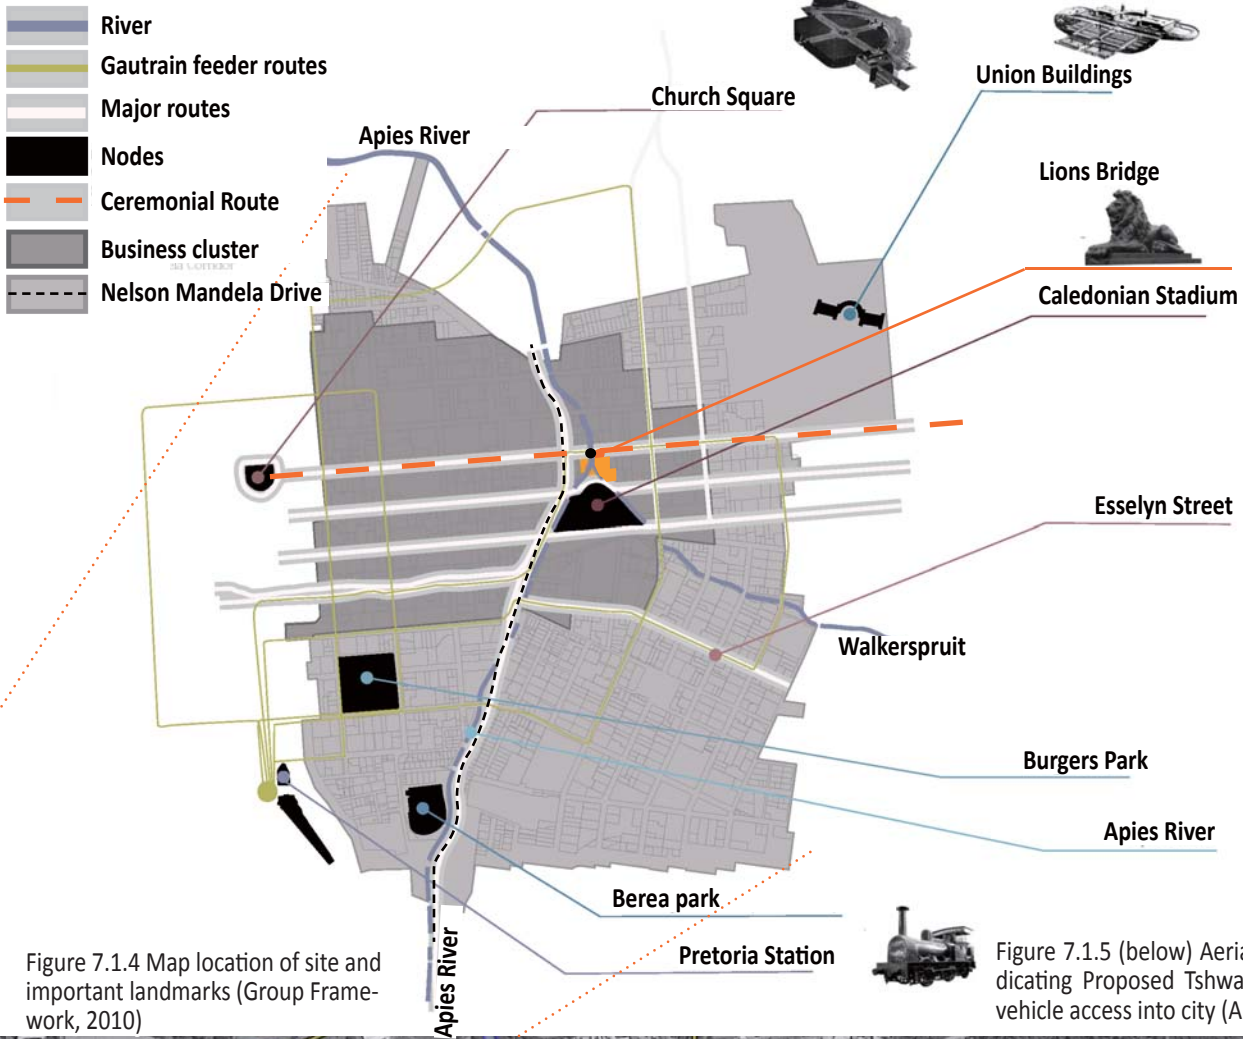 River
Gautrain feeder routes
Major routes
Nodes
Ceremonial Route
Business cluster
Nelson Mandela Drive
Church Square
Apies River
Union Buildings
Lions Bridge
Caledonian Stadium
Esselyn Street
Walkerspruit
Burgers Park
Apies River
Berea park
Pretoria Station
Apies River
Figure 7.1.4 Map location of site and
important landmarks (Group Frame-
work, 2010)
Figure 7.1.5 (below) Aeria
dicating Proposed Tshwa
vehicle access into city (A